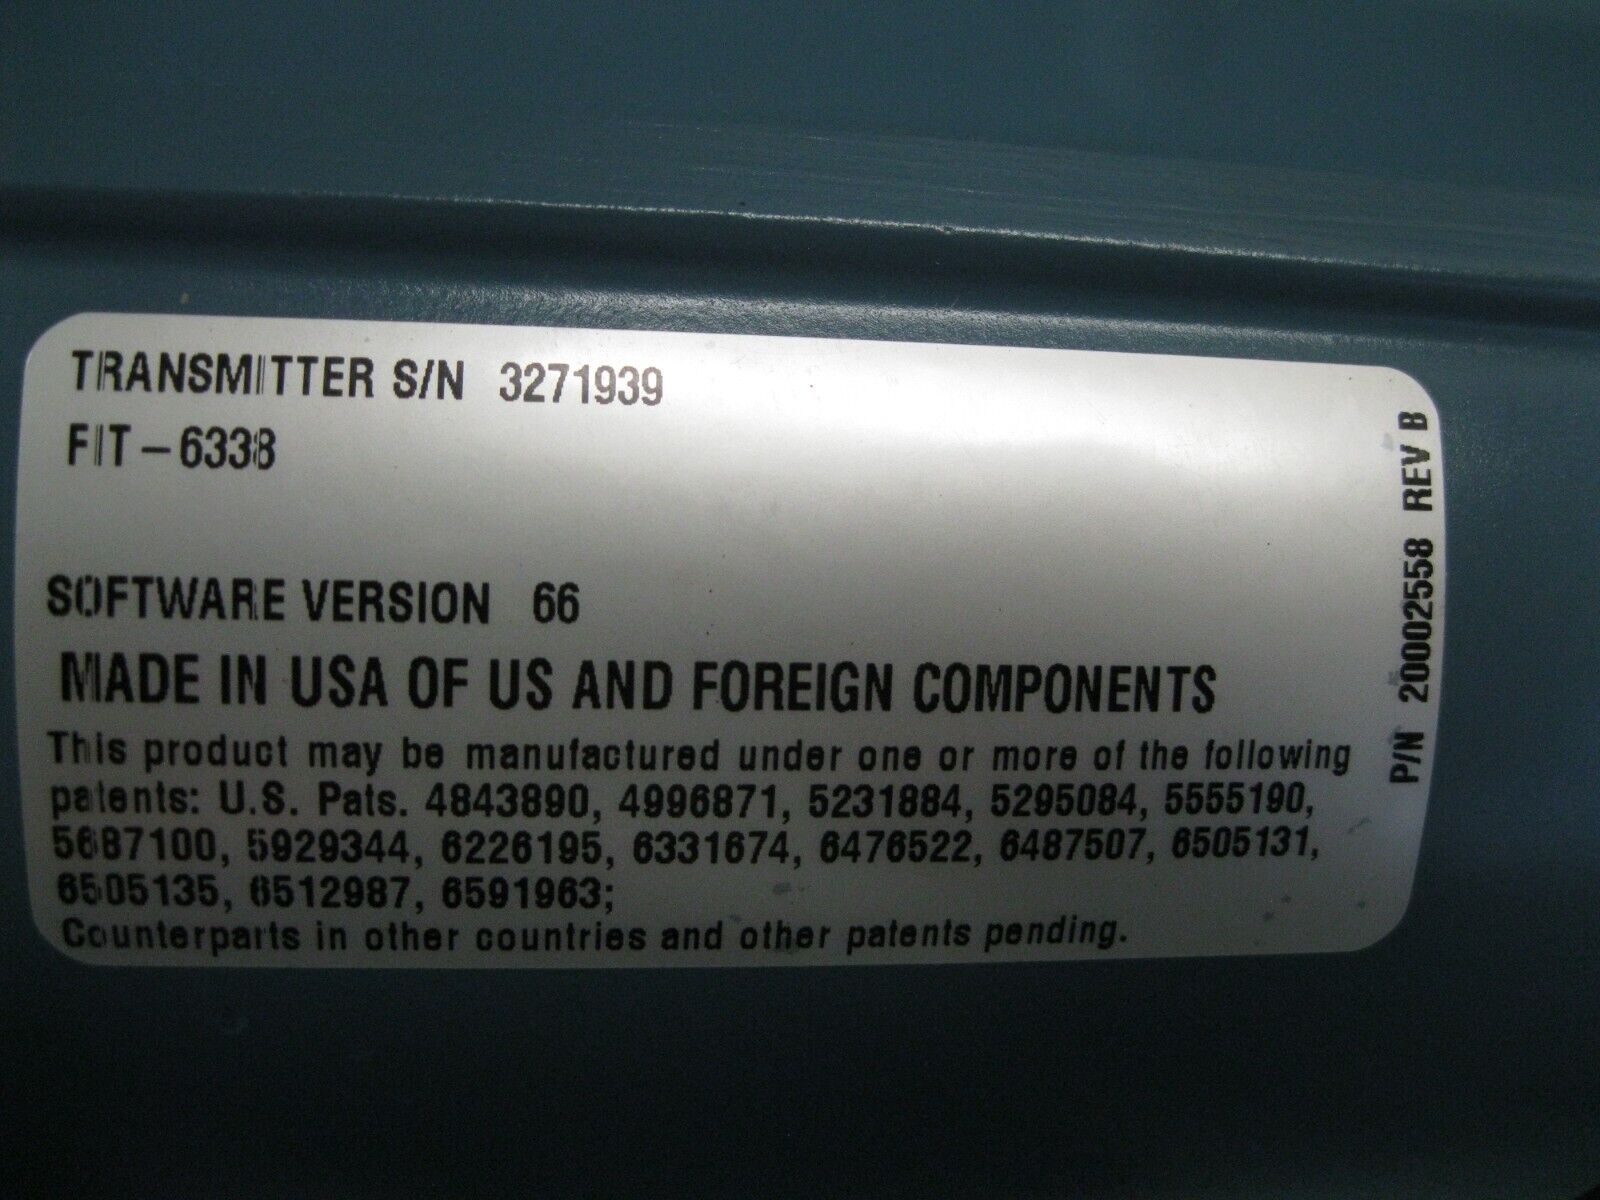 TRANSMITTER S/N 3271939
FIT-6338
SOFTWARE VERSION 66
MADE IN USA OF US AND FOREIGN COMPONENTS
This product may be manufactured under one or more of the following
patents: U.S. Pats. 4843890, 4996871, 5231884, 5295084, 5555190,
5687100, 5929344, 6226195, 6331674, 6476522, 6487507, 6505131,
6505135, 6512987, 6591963;
Counterparts in other countries and other patents pending.
P/N 20002558 REV B